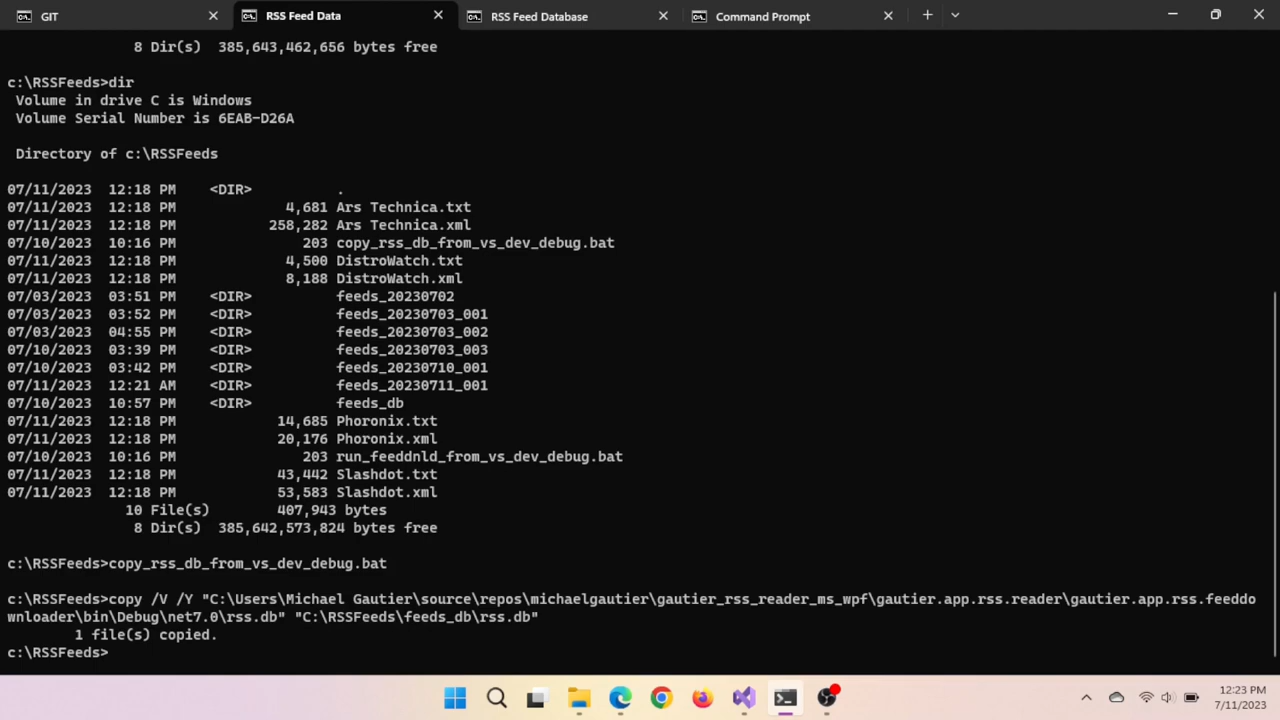 GIT
RSS Feed Data
RSS Feed Database
Command Prompt
8 Dir(s)  385,643,462,656 bytes free
c:\RSSFeeds>dir
Volume in drive C is Windows
Volume Serial Number is 6EAB-D26A
Directory of c:\RSSFeeds
07/11/2023  12:18 PM    <DIR>          .
07/11/2023  12:18 PM             4,681 Ars Technica.txt
07/11/2023  12:18 PM           258,282 Ars Technica.xml
07/10/2023  10:16 PM               203 copy_rss_db_from_vs_dev_debug.bat
07/11/2023  12:18 PM             4,500 DistroWatch.txt
07/11/2023  12:18 PM             8,188 DistroWatch.xml
07/03/2023  03:51 PM    <DIR>          feeds_20230702
07/03/2023  03:52 PM    <DIR>          feeds_20230703_001
07/03/2023  04:55 PM    <DIR>          feeds_20230703_002
07/10/2023  03:39 PM    <DIR>          feeds_20230703_003
07/10/2023  03:42 PM    <DIR>          feeds_20230710_001
07/11/2023  12:21 AM    <DIR>          feeds_20230711_001
07/10/2023  10:57 PM    <DIR>          feeds_db
07/11/2023  12:18 PM            14,685 Phoronix.txt
07/11/2023  12:18 PM            20,176 Phoronix.xml
07/10/2023  10:16 PM               203 run_feeddnld_from_vs_dev_debug.bat
07/11/2023  12:18 PM            43,442 Slashdot.txt
07/11/2023  12:18 PM            53,583 Slashdot.xml
10 File(s)        407,943 bytes
8 Dir(s)  385,642,573,824 bytes free
c:\RSSFeeds>copy_rss_db_from_vs_dev_debug.bat
c:\RSSFeeds>copy /V /Y "C:\Users\Michael Gautier\source\repos\michaelgautier\gautier_rss_reader_ms_wpf\gautier.app.rss.reader\gautier.app.rss.feeddo
wnloader\bin\Debug\net7.0\rss.db" "C:\RSSFeeds\feeds_db\rss.db"
1 file(s) copied.
c:\RSSFeeds>
12:23 PM
7/11/2023